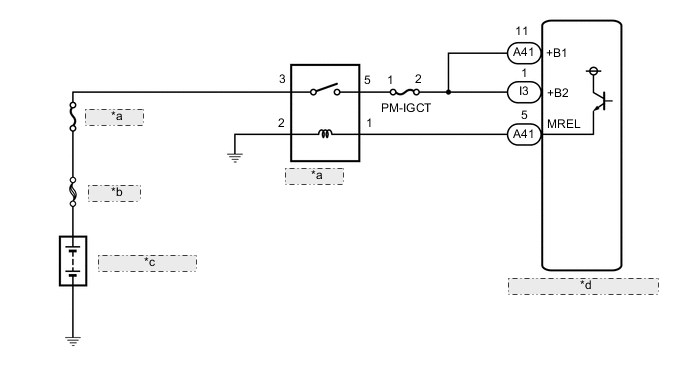 11
A41 +B1
3 5 1 2 1
I3 +B2
*a
PM-IGCT
2 1 5
A41 MREL
*a
*b
*c
*d